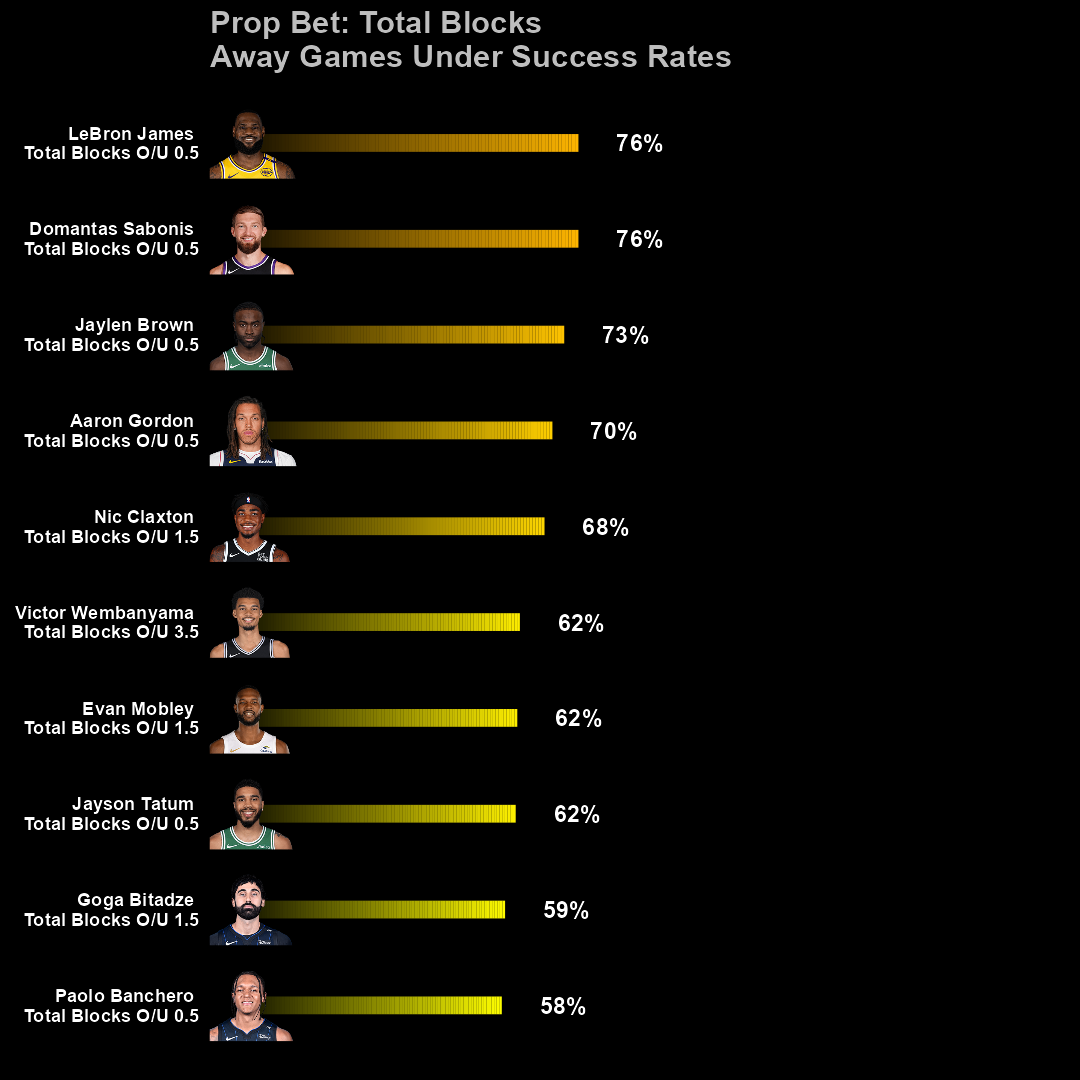 Prop Bet: Total Blocks
Away Games Under Success Rates
LeBron James
Total Blocks O/U 0.5
76%
Domantas Sabonis
Total Blocks O/U 0.5
76%
Jaylen Brown
Total Blocks O/U 0.5
73%
Aaron Gordon
Total Blocks O/U 0.5
70%
Nic Claxton
Total Blocks O/U 1.5
68%
Victor Wembanyama
Total Blocks O/U 3.5
62%
Evan Mobley
Total Blocks O/U 1.5
62%
Jayson Tatum
Total Blocks O/U 0.5
62%
Goga Bitadze
Total Blocks O/U 1.5
59%
Paolo Banchero
Total Blocks O/U 0.5
58%